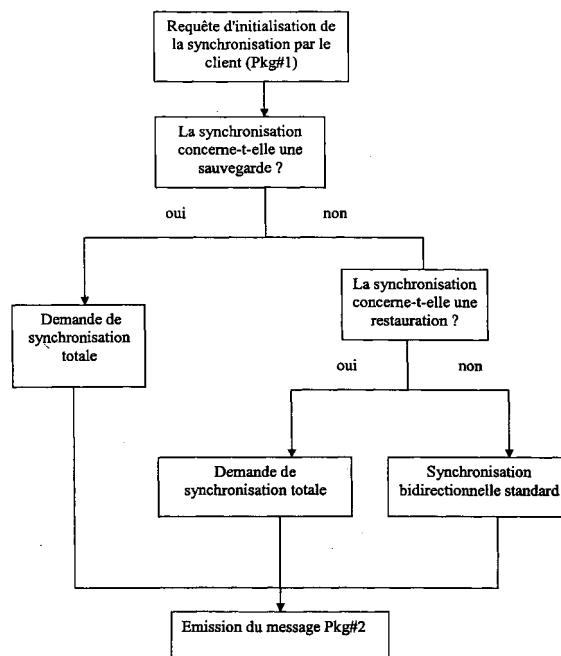 Requête d'initialisation de
la synchronisation par le
client (Pkg#1)
La synchronisation
concerne-t-elle une
sauvegarde ?
oui
non
La synchronisation
concerne-t-elle une
restauration ?
Demande de
synchronisation
totale
oui
non
Demande de
synchronisation totale
Synchronisation
bidirectionnelle standard
Emission du message Pkg#2